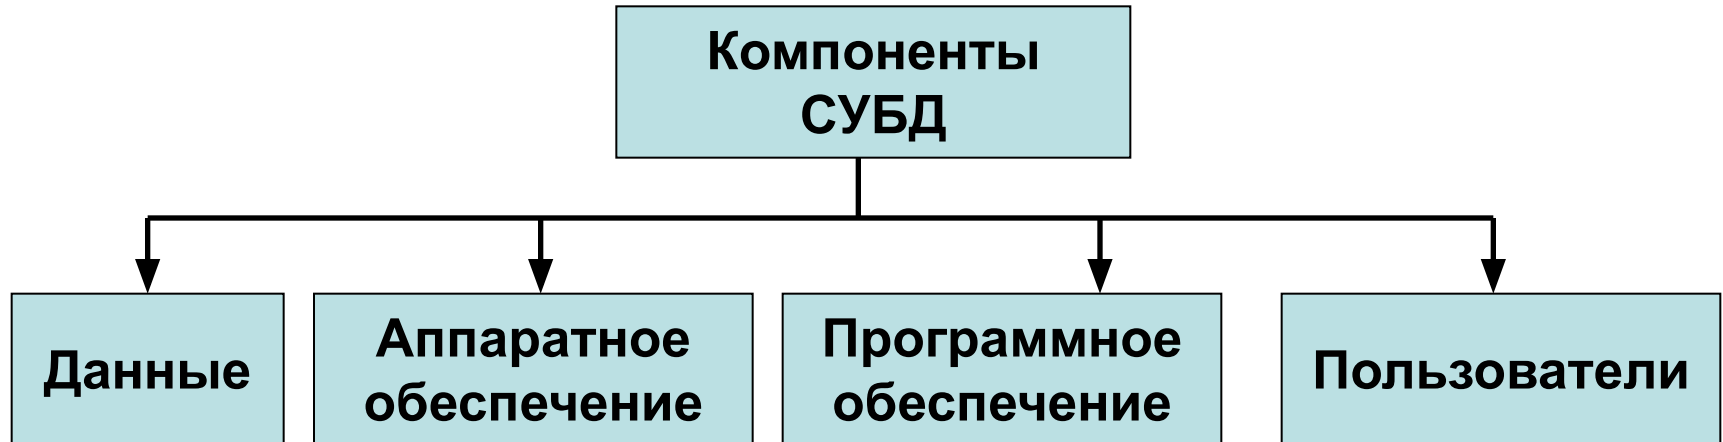 Компоненты
СУБД
Данные
Аппаратное
обеспечение
Программное
обеспечение
Пользователи